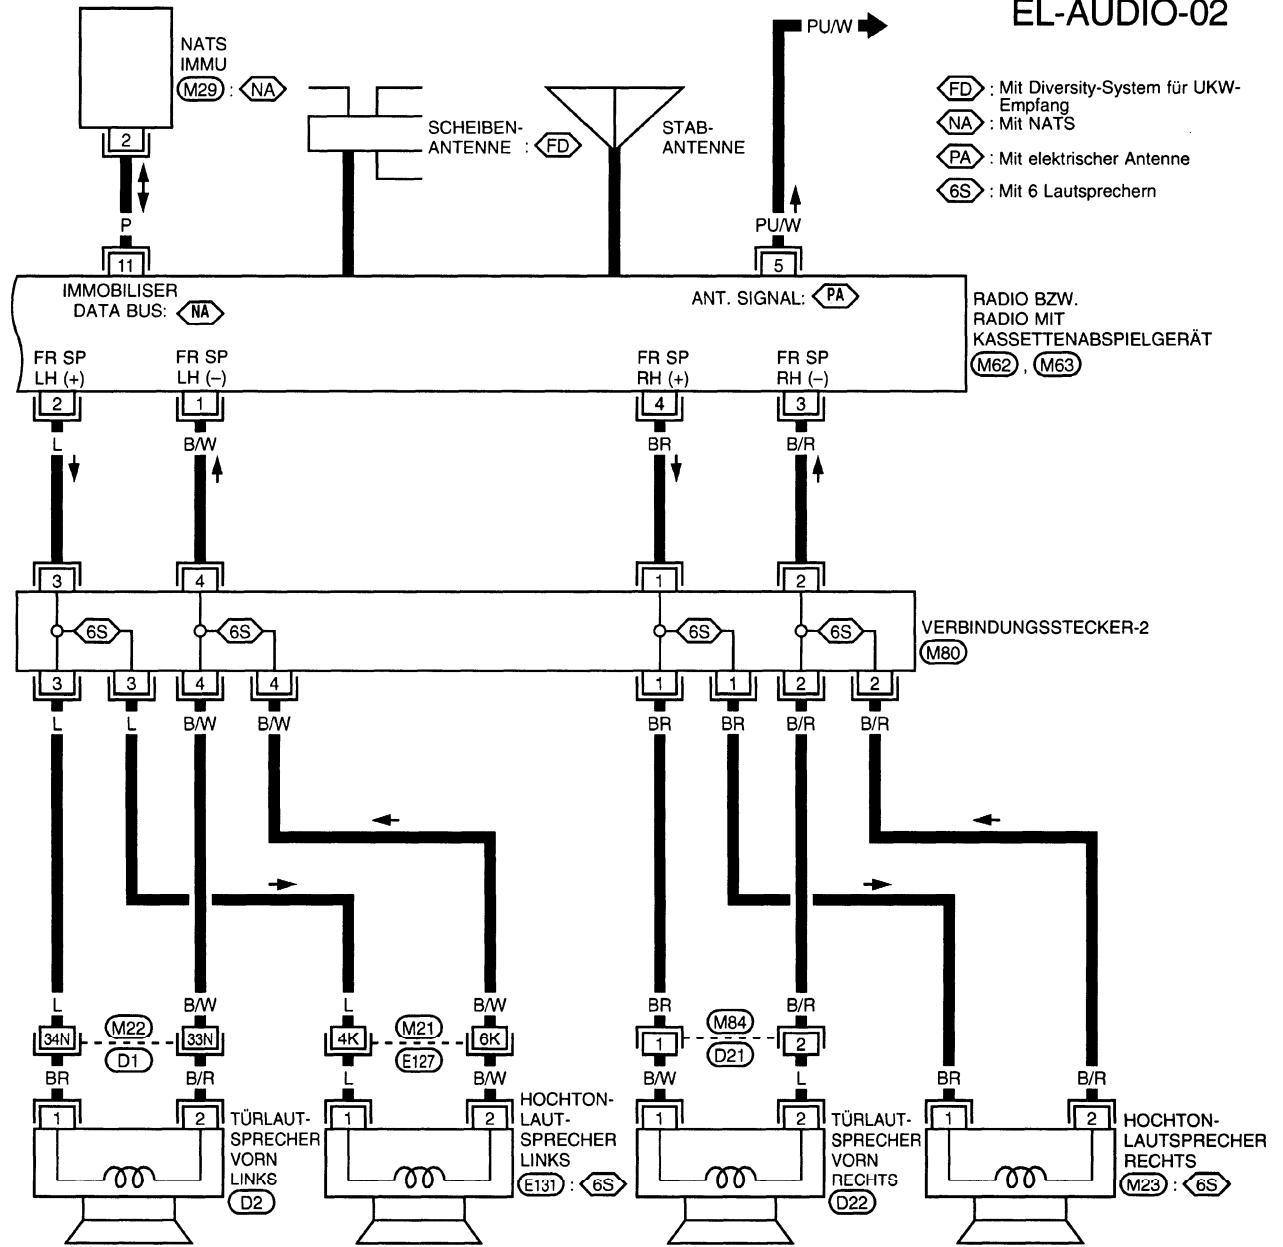 EL-AUDIO-02
PU/W
NATS
IMMU
M29 : NA
2
P
11
SCHEIBEN-
ANTENNE : FD
STAB-
ANTENNE
PU/W
5
FD : Mit Diversity-System für UKW-
Empfang
NA : Mit NATS
PA : Mit elektrischer Antenne
6S : Mit 6 Lautsprechern
IMMOBILISER
DATA BUS: NA
ANT. SIGNAL: PA
RADIO BZW.
RADIO MIT
KASSETTENABSPIELGERÄT
M62 , M63
FR SP
LH (+)
FR SP
LH (–)
FR SP
RH (+)
FR SP
RH (–)
2 1 4 3
L B/W BR B/R
3 4 1 2
6S 6S 6S 6S
VERBINDUNGSSTECKER-2
M80
3 3 4 4 1 1 2 2
L L B/W B/W BR BR B/R B/R
L B/W L B/W BR B/R
34N M22 33N 4K M21 6K 1 M84 2
D1 E127 D21
BR B/R L B/W B/W L BR B/R
1 2 1 2 1 2 1 2
TÜRLAUT-
SPRECHER
VORN
LINKS
D2
HOCHTON-
LAUT-
SPRECHER
LINKS
E131 : 6S
TÜRLAUT-
SPRECHER
VORN
RECHTS
D22
HOCHTON-
LAUTSPRECHER
RECHTS
M23 : 6S